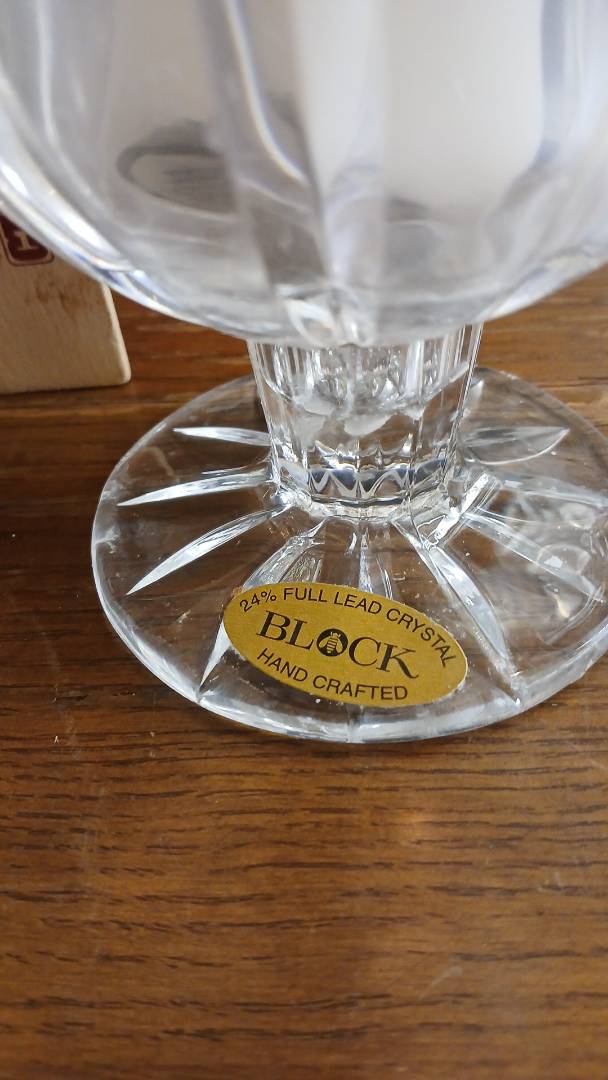 24% FULL LEAD CRYSTAL
BLOCK
HAND CRAFTED